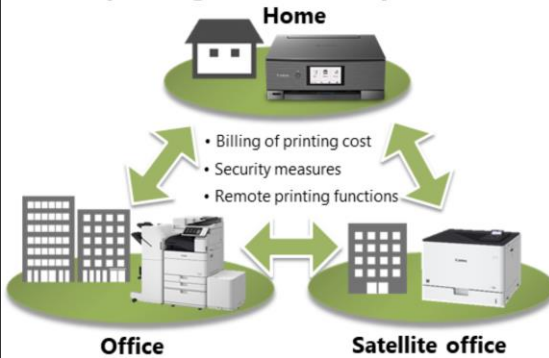 Home
• Billing of printing cost
• Security measures
• Remote printing functions
Office
Satellite office